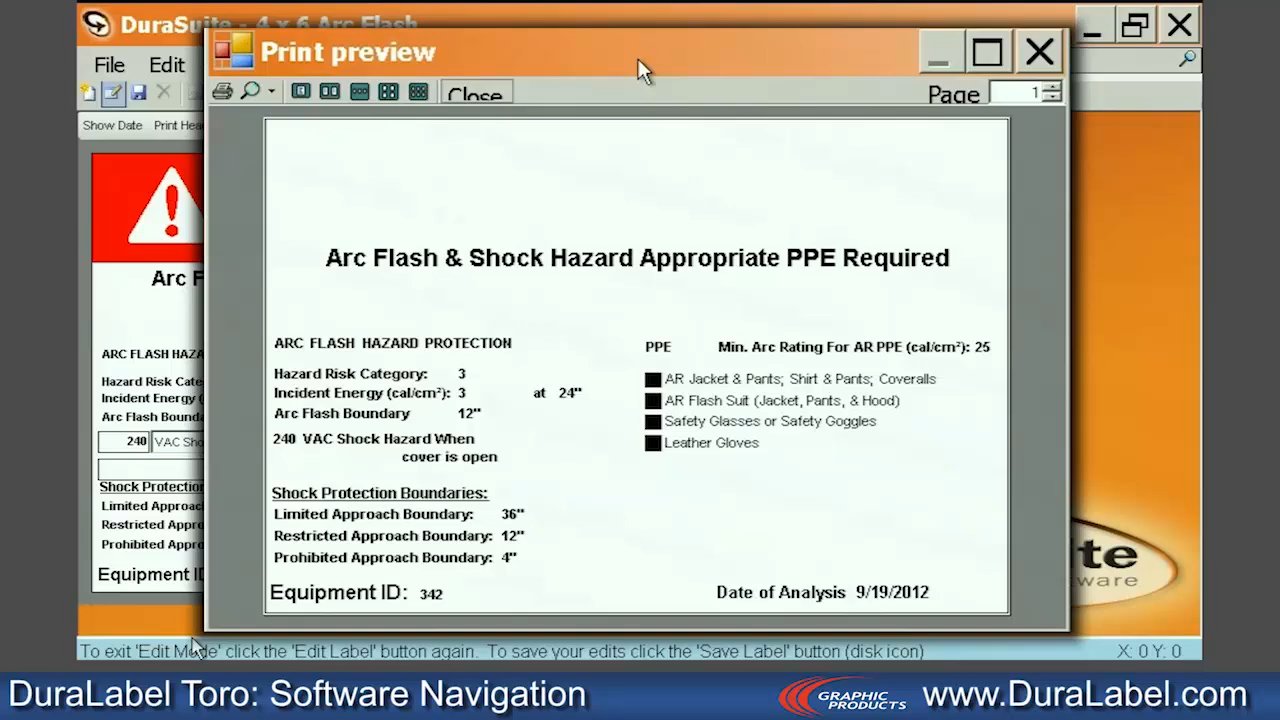 DuraSuite - 4 x 6 Arc Flash
Print preview
File Edit
Close
Page 1
Show Date Print Hea
Arc F
ARC FLASH HAZA
Hazard Risk Cate
Incident Energy (
Arc Flash Bounda
240 VAC Sho
Shock Protection
Limited Approac
Restricted Appro
Prohibited Appro
Equipment ID
Arc Flash & Shock Hazard Appropriate PPE Required
ARC FLASH HAZARD PROTECTION
Hazard Risk Category: 3
Incident Energy (cal/cm²): 3 at 24"
Arc Flash Boundary 12"
240 VAC Shock Hazard When
cover is open
Shock Protection Boundaries:
Limited Approach Boundary: 36"
Restricted Approach Boundary: 12"
Prohibited Approach Boundary: 4"
Equipment ID: 342
PPE Min. Arc Rating For AR PPE (cal/cm²): 25
AR Jacket & Pants; Shirt & Pants; Coveralls
AR Flash Suit (Jacket, Pants, & Hood)
Safety Glasses or Safety Goggles
Leather Gloves
Date of Analysis 9/19/2012
ite
ware
To exit 'Edit Mode' click the 'Edit Label' button again. To save your edits click the 'Save Label' button (disk icon)
X: 0 Y: 0
DuraLabel Toro: Software Navigation
GRAPHIC
PRODUCTS
www.DuraLabel.com